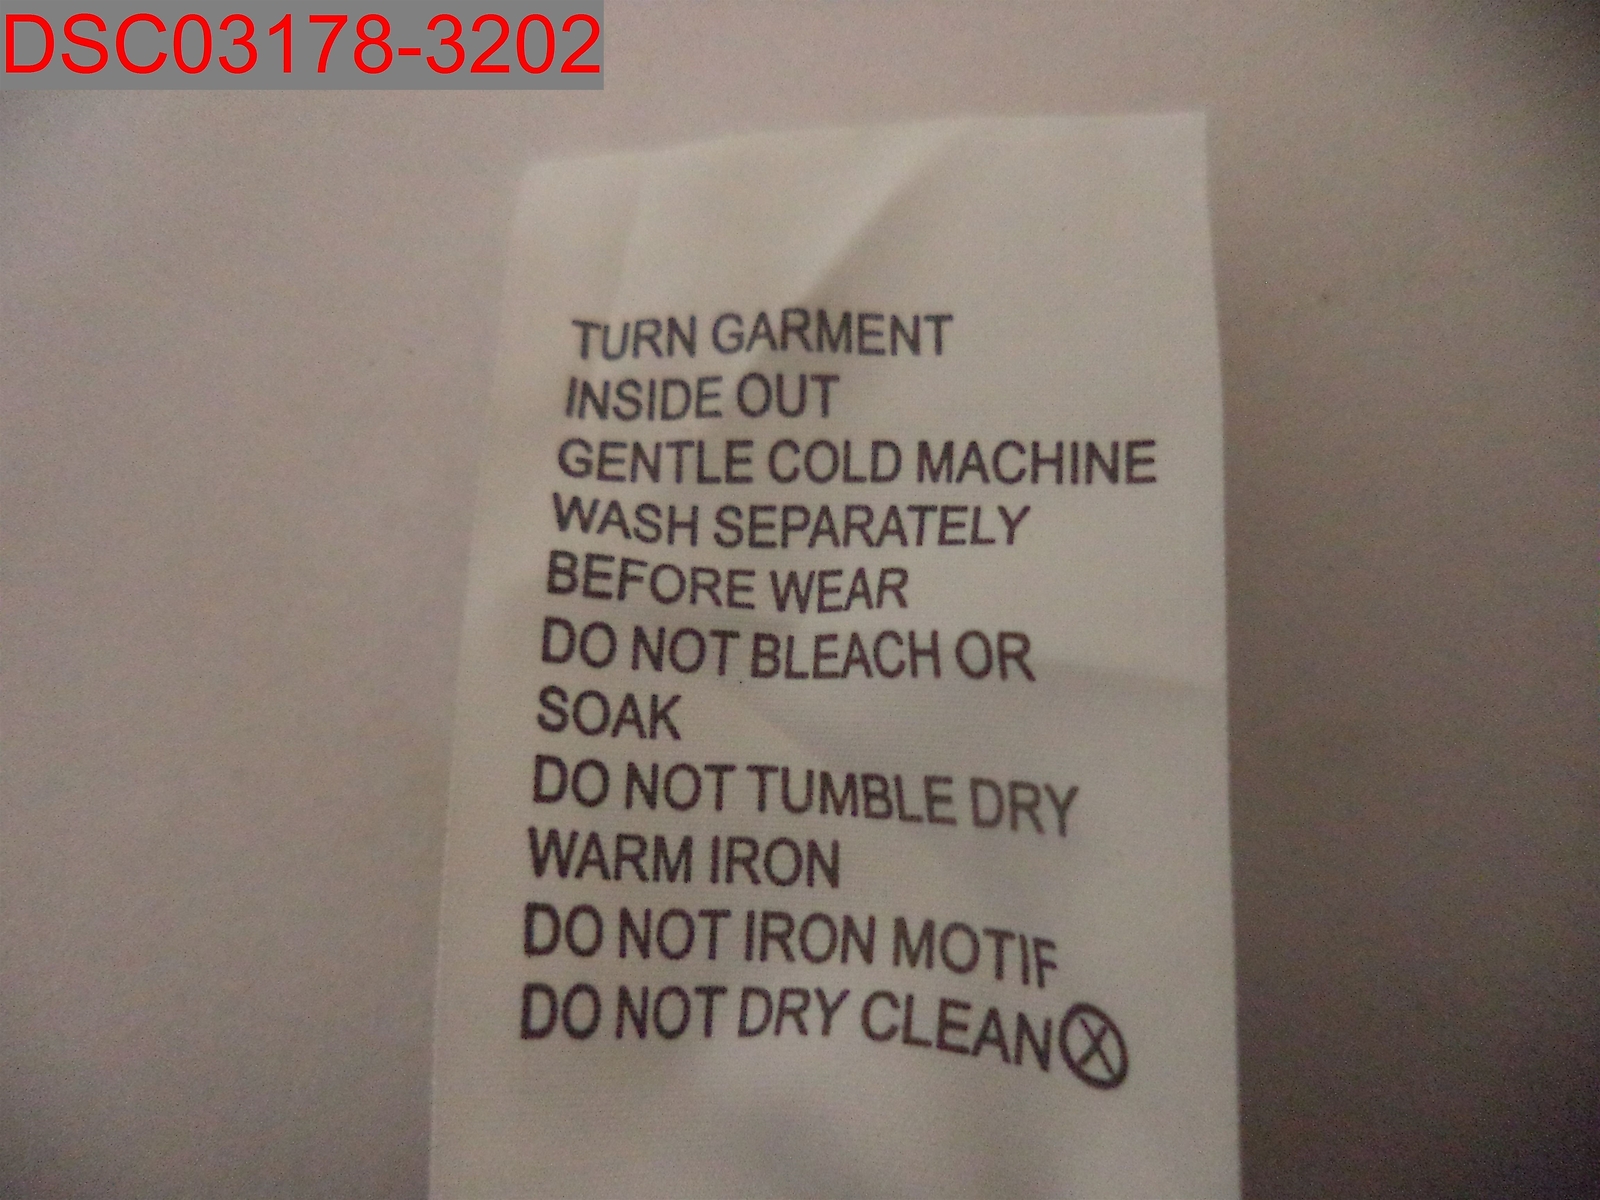 DSC03178-3202
TURN GARMENT
INSIDE OUT
GENTLE COLD MACHINE
WASH SEPARATELY
BEFORE WEAR
DO NOT BLEACH OR
SOAK
DO NOT TUMBLE DRY
WARM IRON
DO NOT IRON MOTIF
DO NOT DRY CLEANⓍ